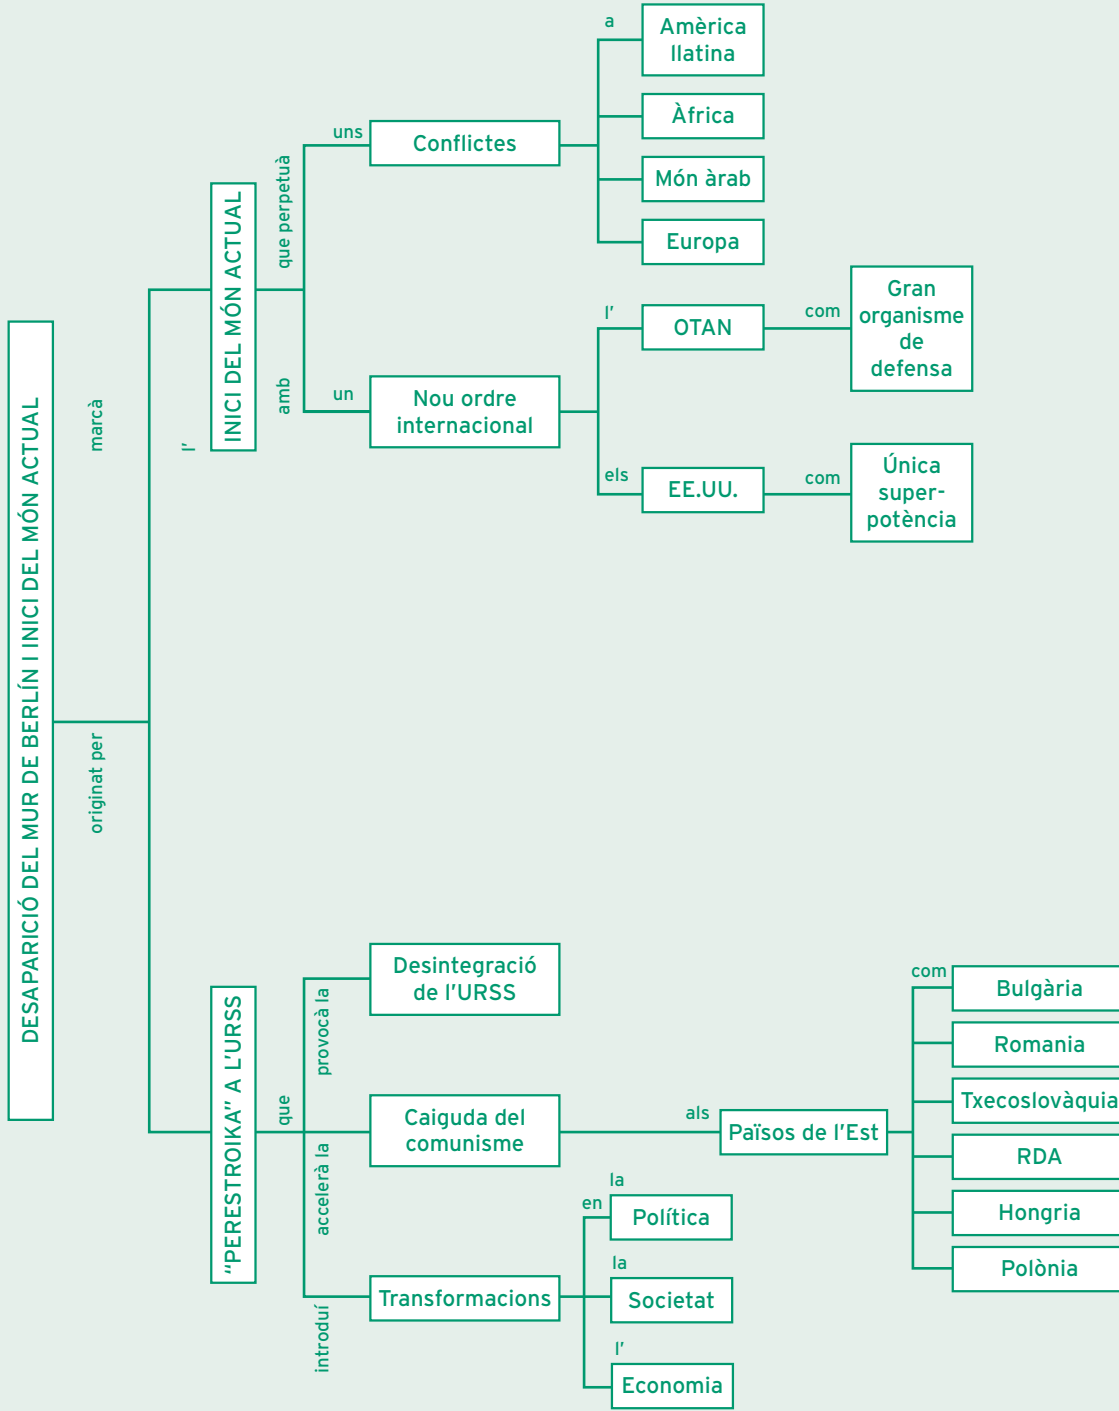 DESAPARICIÓ DEL MUR DE BERLÍN I INICI DEL MÓN ACTUAL
marcà
l'
INICI DEL MÓN ACTUAL
que perpetuà
uns
Conflictes
a
Amèrica
llatina
Àfrica
Món àrab
Europa
amb
un
Nou ordre
internacional
l'
OTAN
com
Gran
organisme
de
defensa
els
EE.UU.
com
Única
super-
potència
originat per
"PERESTROIKA" A L'URSS
que
provocà la
Desintegració
de l'URSS
accelerà la
Caiguda del
comunisme
als
Països de l'Est
com
Bulgària
Romania
Txecoslovàquia
RDA
Hongria
Polònia
introduí
Transformacions
en
la
Política
la
Societat
l'
Economia